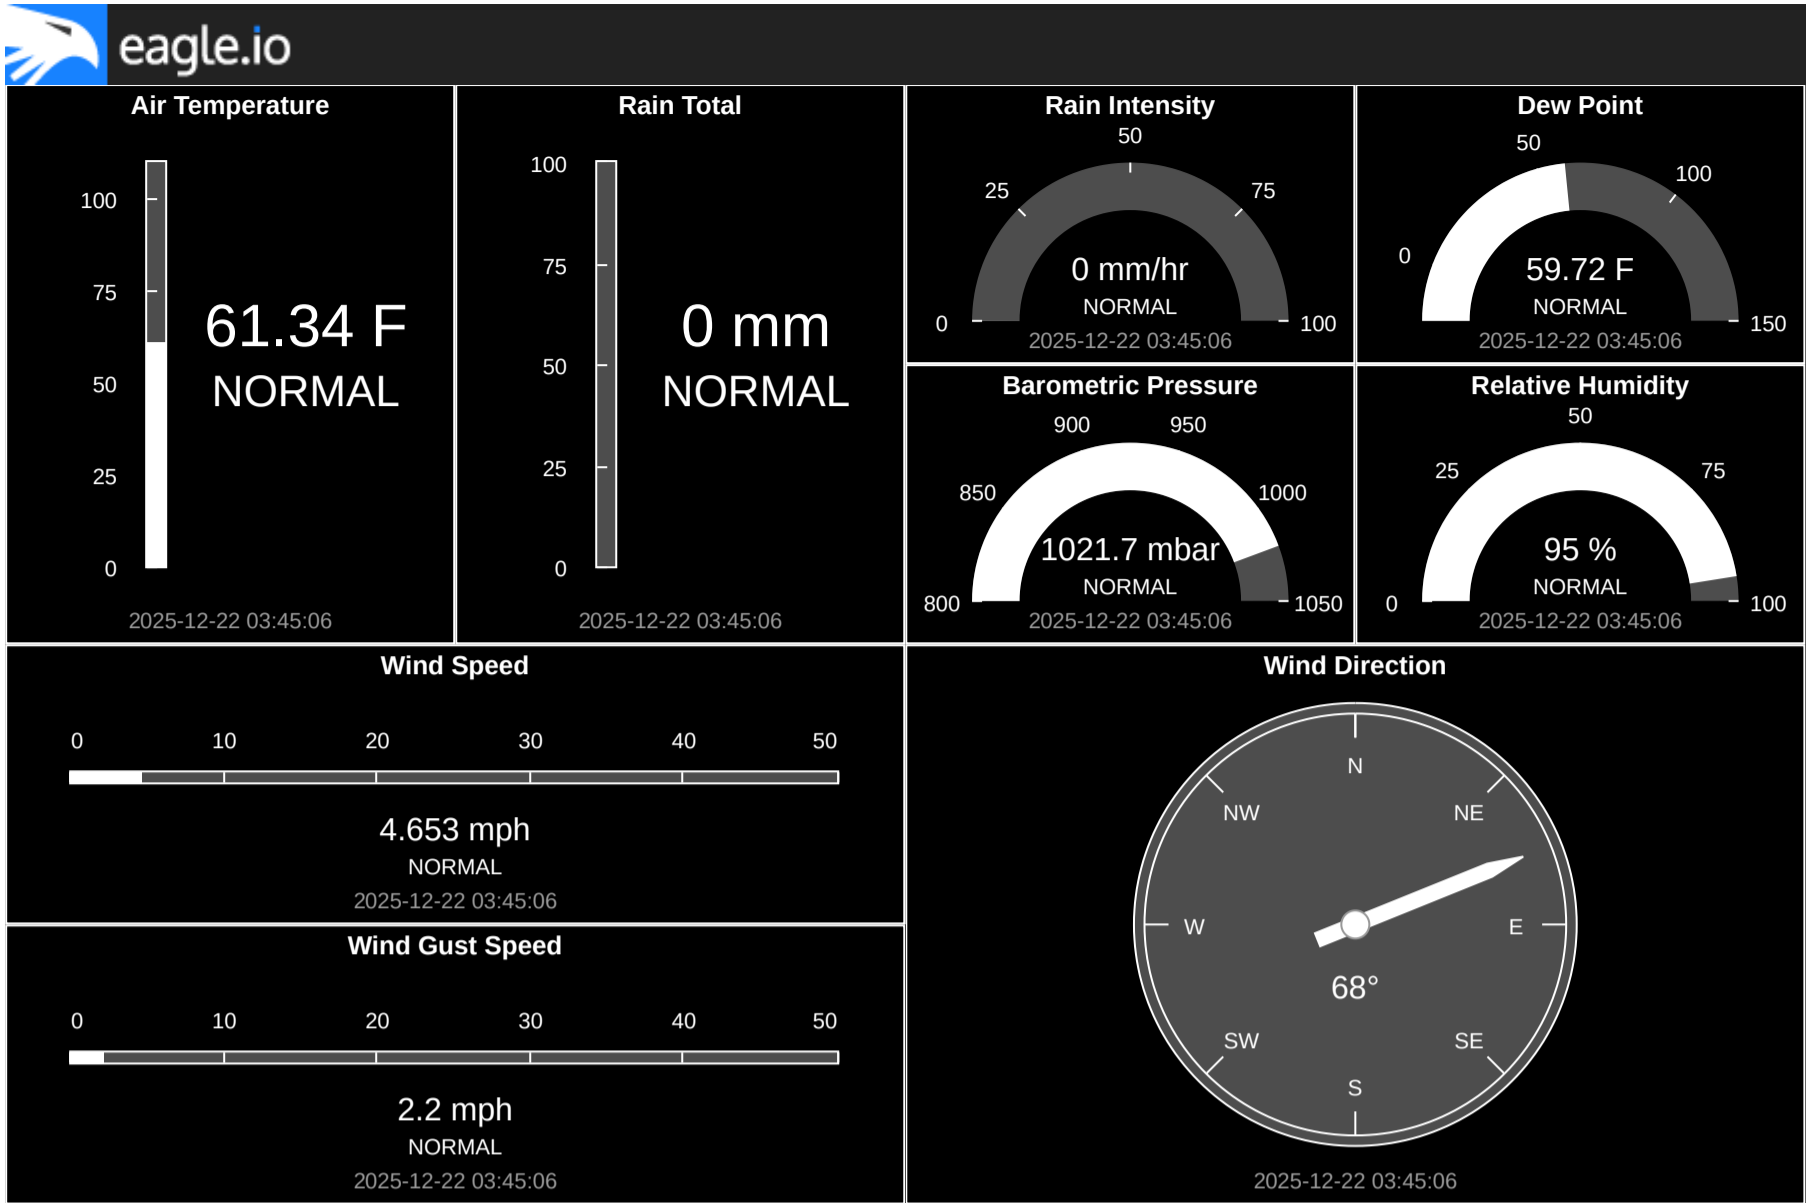 eagle.io
Air Temperature
100
75
50
25
0
61.34 F
NORMAL
2025-12-22 03:45:06
Rain Total
100
75
50
25
0
0 mm
NORMAL
2025-12-22 03:45:06
Rain Intensity
0
25
50
75
100
0 mm/hr
NORMAL
2025-12-22 03:45:06
Dew Point
0
50
100
150
59.72 F
NORMAL
2025-12-22 03:45:06
Barometric Pressure
800
850
900
950
1000
1050
1021.7 mbar
NORMAL
2025-12-22 03:45:06
Relative Humidity
0
25
50
75
100
95 %
NORMAL
2025-12-22 03:45:06
Wind Speed
0 10 20 30 40 50
4.653 mph
NORMAL
2025-12-22 03:45:06
Wind Gust Speed
0 10 20 30 40 50
2.2 mph
NORMAL
2025-12-22 03:45:06
Wind Direction
N
NW NE
W E
68°
SW SE
S
2025-12-22 03:45:06